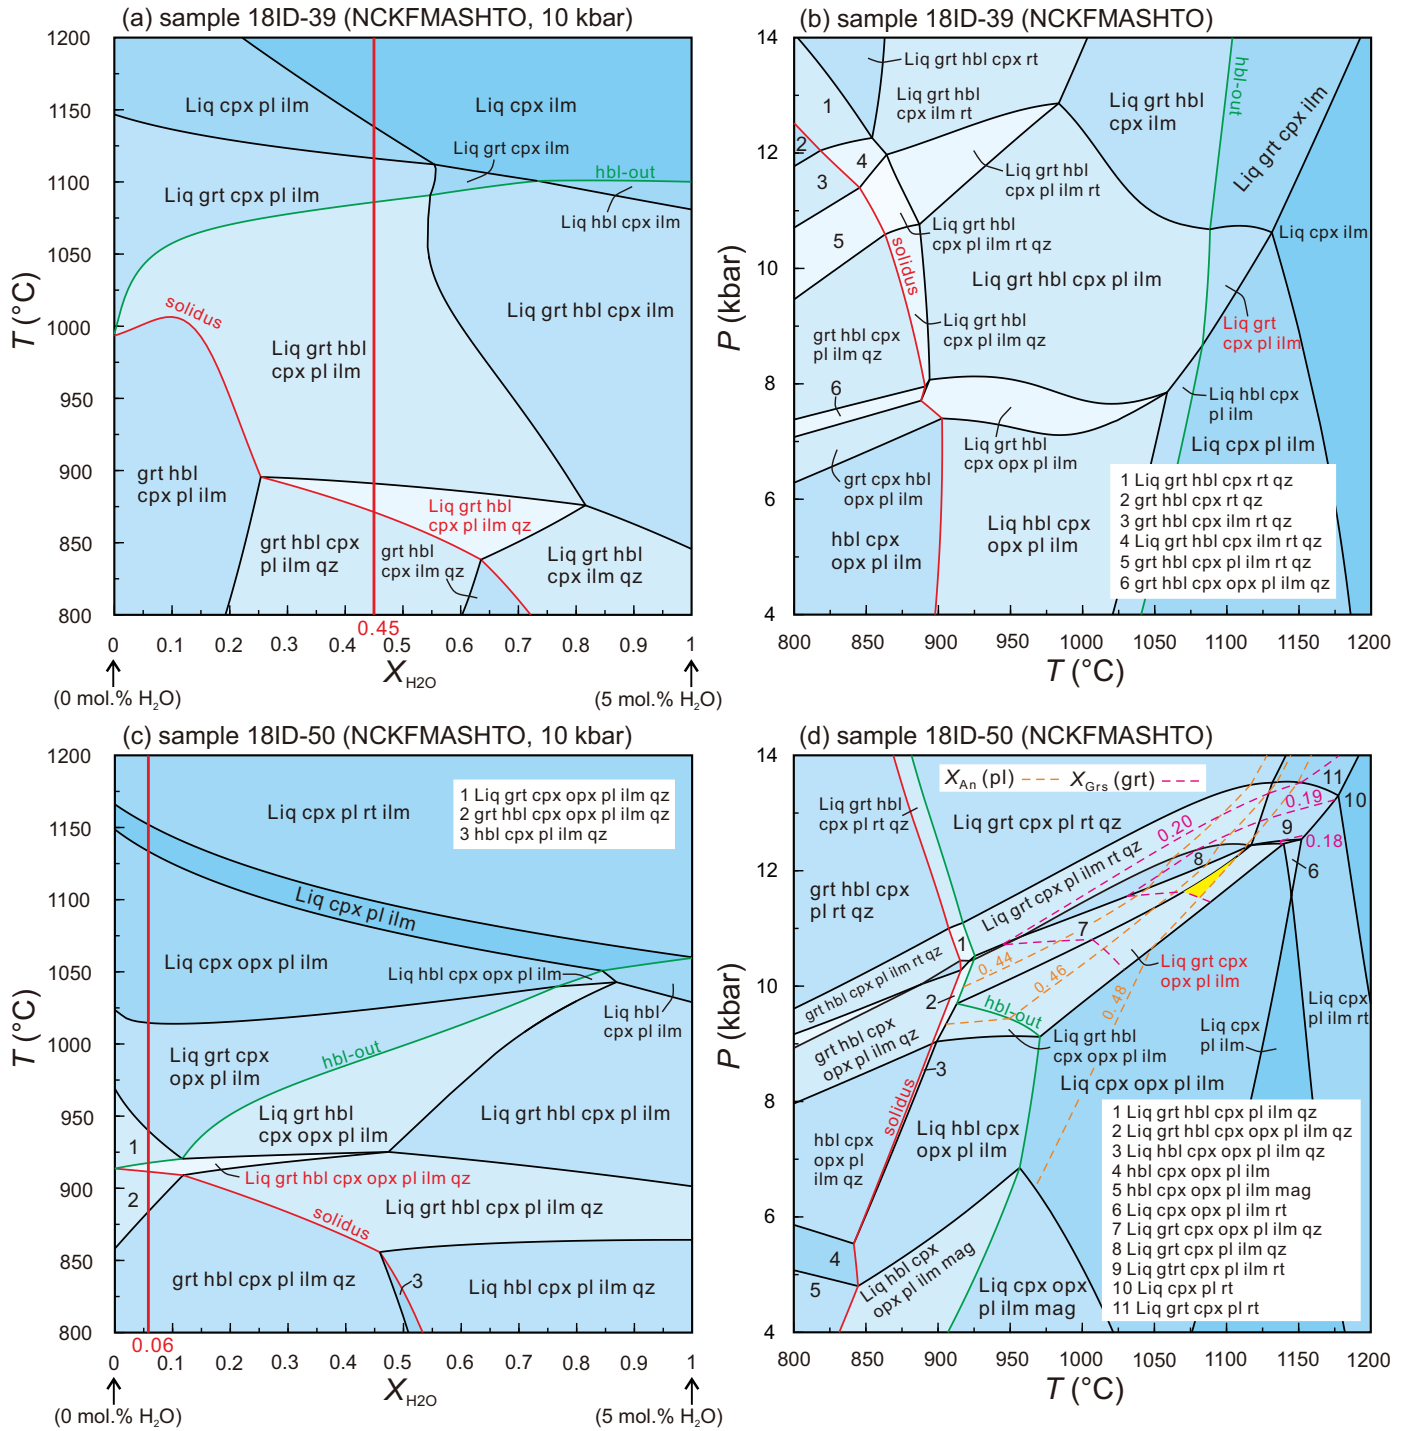 (a) sample 18ID-39 (NCKFMASHTO, 10 kbar)
1200
1150
1100
1050
1000
950
900
850
800
T (°C)
Liq cpx pl ilm
Liq cpx ilm
Liq grt cpx ilm
hbl-out
Liq grt cpx pl ilm
Liq hbl cpx ilm
solidus
Liq grt hbl cpx ilm
Liq grt hbl
cpx pl ilm
grt hbl
cpx pl ilm
Liq grt hbl
cpx pl ilm qz
grt hbl cpx
pl ilm qz
grt hbl
cpx ilm qz
Liq grt hbl
cpx ilm qz
0.45
0 0.1 0.2 0.3 0.4 0.5 0.6 0.7 0.8 0.9 1
XH2O
(0 mol.% H2O)
(5 mol.% H2O)
(b) sample 18ID-39 (NCKFMASHTO)
14
12
10
8
6
4
P (kbar)
Liq grt hbl cpx rt
1
Liq grt hbl
cpx ilm rt
Liq grt hbl
cpx ilm
hbl-out
Liq grt cpx ilm
2
4
3
Liq grt hbl
cpx pl ilm rt
5
Liq grt hbl
cpx pl ilm rt qz
Liq cpx ilm
solidus
Liq grt hbl cpx pl ilm
grt hbl cpx
pl ilm qz
Liq grt hbl
cpx pl ilm qz
Liq grt
cpx pl ilm
6
Liq hbl cpx
pl ilm
Liq grt hbl
cpx opx pl ilm
Liq cpx pl ilm
grt cpx hbl
opx pl ilm
hbl cpx
opx pl ilm
Liq hbl cpx
opx pl ilm
1 Liq grt hbl cpx rt qz
2 grt hbl cpx rt qz
3 grt hbl cpx ilm rt qz
4 Liq grt hbl cpx ilm rt qz
5 grt hbl cpx pl ilm rt qz
6 grt hbl cpx opx pl ilm qz
800 850 900 950 1000 1050 1100 1150 1200
T (°C)
(c) sample 18ID-50 (NCKFMASHTO, 10 kbar)
1200
1150
1100
1050
1000
950
900
850
800
T (°C)
1 Liq grt cpx opx pl ilm qz
2 grt hbl cpx opx pl ilm qz
3 hbl cpx pl ilm qz
Liq cpx pl rt ilm
Liq cpx pl ilm
Liq cpx opx pl ilm
Liq hbl cpx opx pl ilm
Liq hbl
cpx pl ilm
Liq grt cpx
opx pl ilm
hbl-out
Liq grt hbl
cpx opx pl ilm
Liq grt hbl cpx pl ilm
1
Liq grt hbl cpx opx pl ilm qz
2
solidus
Liq grt hbl cpx pl ilm qz
grt hbl cpx pl ilm qz
3
Liq hbl cpx pl ilm qz
0.06
0 0.1 0.2 0.3 0.4 0.5 0.6 0.7 0.8 0.9 1
XH2O
(0 mol.% H2O)
(5 mol.% H2O)
(d) sample 18ID-50 (NCKFMASHTO)
14
12
10
8
6
4
P (kbar)
XAn (pl)
XGrs (grt)
11
Liq grt hbl
cpx pl rt qz
Liq grt cpx pl rt qz
0.20
0.19
10
9
0.18
8
6
Liq grt cpx pl ilm rt qz
grt hbl cpx
pl rt qz
1
7
grt hbl cpx pl ilm rt qz
0.44
0.46
0.48
Liq grt cpx
opx pl ilm
2
hbl-out
grt hbl cpx
opx pl ilm qz
Liq grt hbl
cpx opx pl ilm
Liq cpx
pl ilm
Liq cpx
pl ilm rt
3
Liq cpx opx pl ilm
solidus
hbl cpx
opx pl
ilm qz
Liq hbl cpx
opx pl ilm
4
5
Liq hbl cpx
opx pl ilm mag
Liq cpx opx
pl ilm mag
1 Liq grt hbl cpx pl ilm qz
2 Liq grt hbl cpx opx pl ilm qz
3 Liq hbl cpx opx pl ilm qz
4 hbl cpx opx pl ilm
5 hbl cpx opx pl ilm mag
6 Liq cpx opx pl ilm rt
7 Liq grt cpx opx pl ilm qz
8 Liq grt cpx pl ilm qz
9 Liq gtrt cpx pl ilm rt
10 Liq cpx pl rt
11 Liq grt cpx pl rt
800 850 900 950 1000 1050 1100 1150 1200
T (°C)